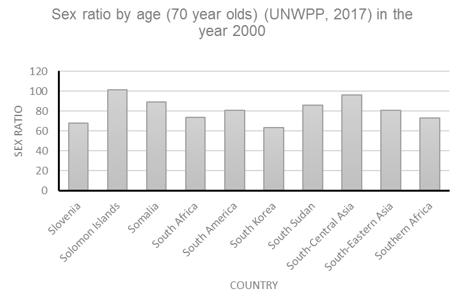 Sex ratio by age (70 year olds) (UNWPP, 2017) in the
year 2000
120
100
80
60
40
20
0
SEX RATIO
Slovenia
Solomon Islands
Somalia
South Africa
South America
South Korea
South Sudan
South-Central Asia
South-Eastern Asia
Southern Africa
COUNTRY